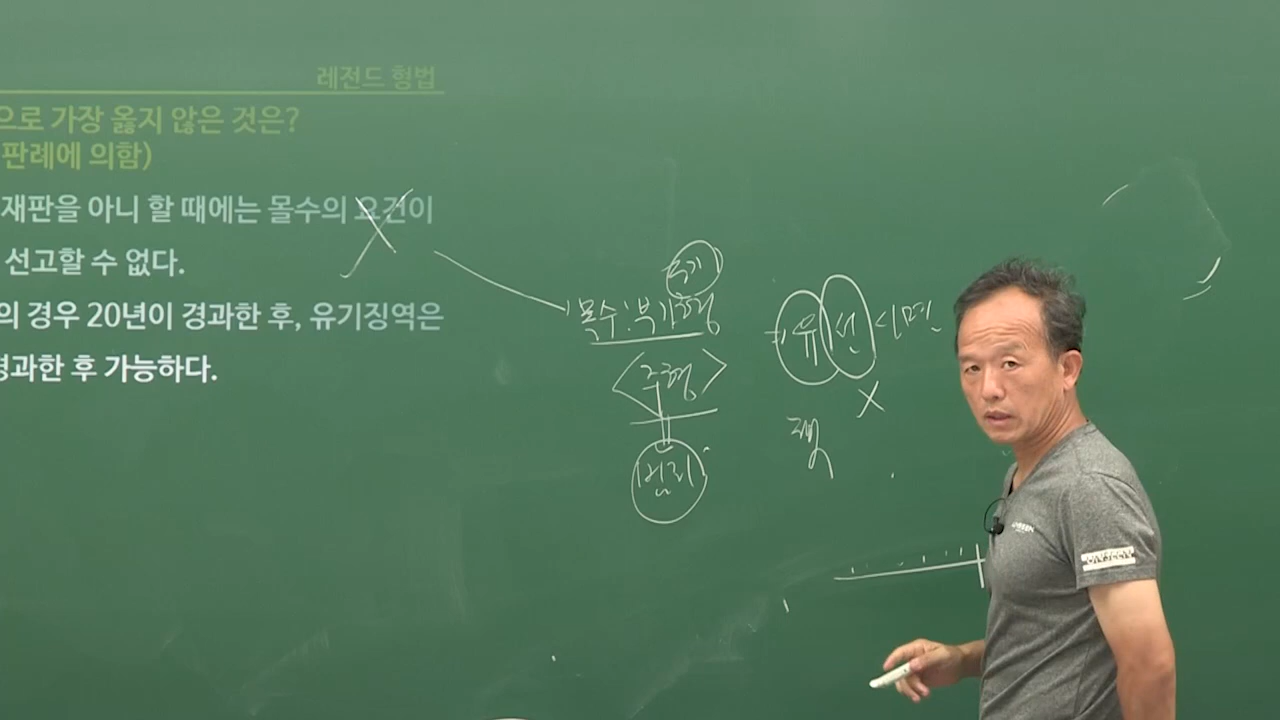 레전드 형법
으로 가장 옳지 않은 것은?
판례에 의함)
재판을 아니 할 때에는 몰수의 요건이
선고할 수 없다.
의 경우 20년이 경과한 후, 유기징역은
경과한 후 가능하다.
몰수: 부가형
유 선
<주형>
X